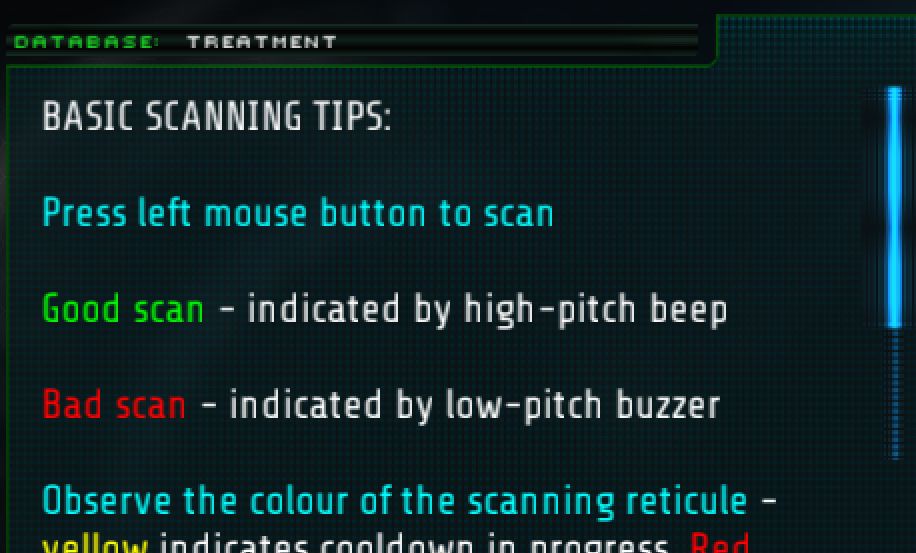 DATABASE: TREATMENT
BASIC SCANNING TIPS:
Press left mouse button to scan
Good scan - indicated by high-pitch beep
Bad scan - indicated by low-pitch buzzer
Observe the colour of the scanning reticule -
yellow indicates cooldown in progress. Red